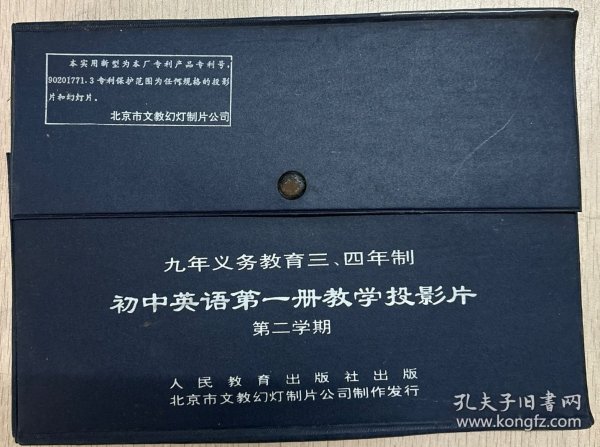 本实用新型为本厂专利产品专利号,
90201771.3专利保护范围为任何规格的投影
片和幻灯片。
北京市文教幻灯制片公司
九年义务教育三、四年制
初中英语第一册教学投影片
第二学期
人民教育出版社出版
北京市文教幻灯制片公司制作发行
孔夫子旧书网
kongfz.com